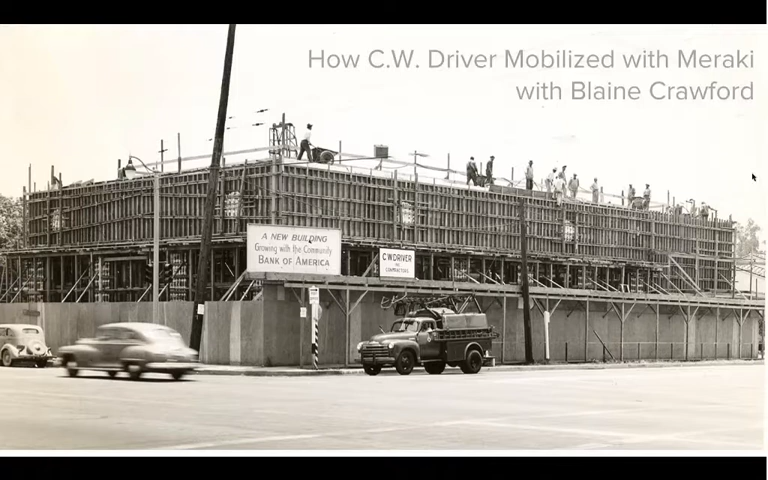 How C.W. Driver Mobilized with Meraki
with Blaine Crawford
A NEW BUILDING
Growing with the Community
BANK OF AMERICA
C W DRIVER
CONTRACTORS